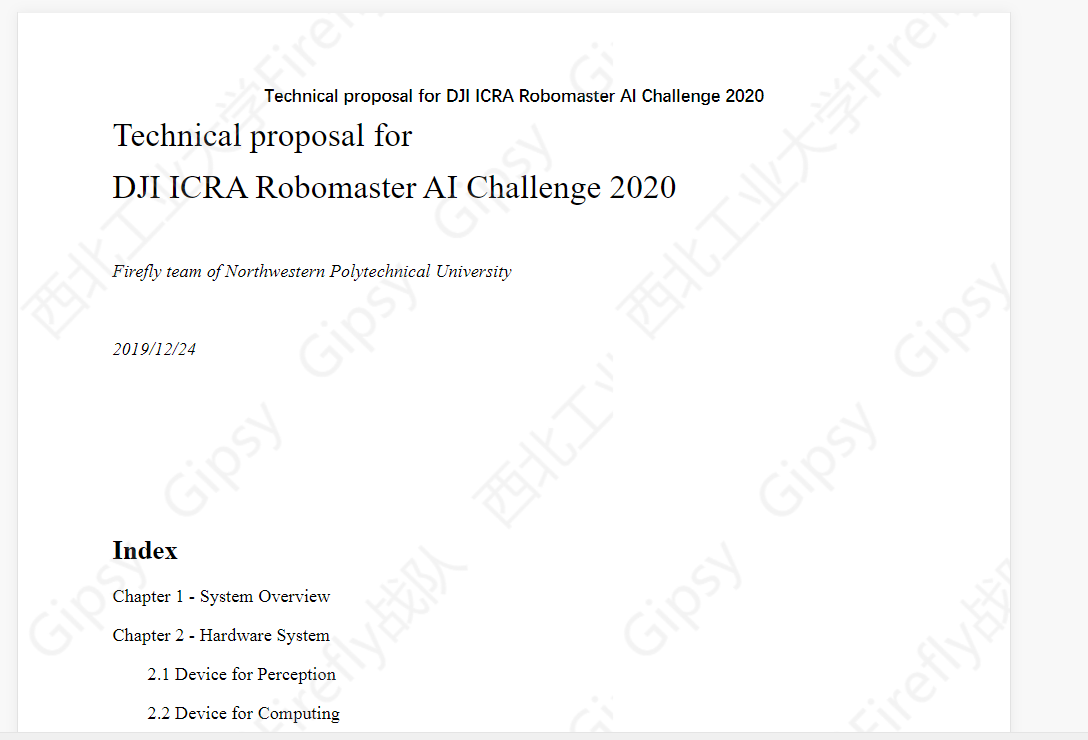 Technical proposal for DJI ICRA Robomaster AI Challenge 2020
Technical proposal for
DJI ICRA Robomaster AI Challenge 2020
Firefly team of Northwestern Polytechnical University
2019/12/24
Index
Chapter 1 - System Overview
Chapter 2 - Hardware System
2.1 Device for Perception
2.2 Device for Computing
西北工业大学Firefly战队
Gipsy